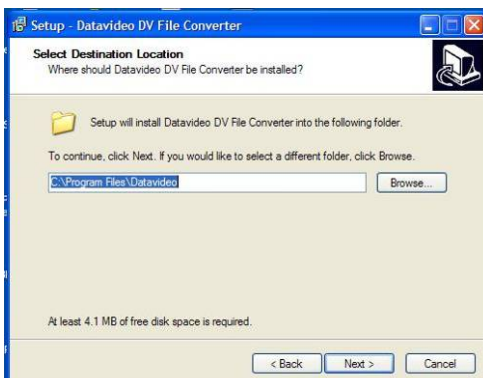 Setup - Datavideo DV File Converter
Select Destination Location
Where should Datavideo DV File Converter be installed?
Setup will install Datavideo DV File Converter into the following folder.
To continue, click Next. If you would like to select a different folder, click Browse.
C:\Program Files\Datavideo
Browse...
At least 4.1 MB of free disk space is required.
< Back
Next >
Cancel